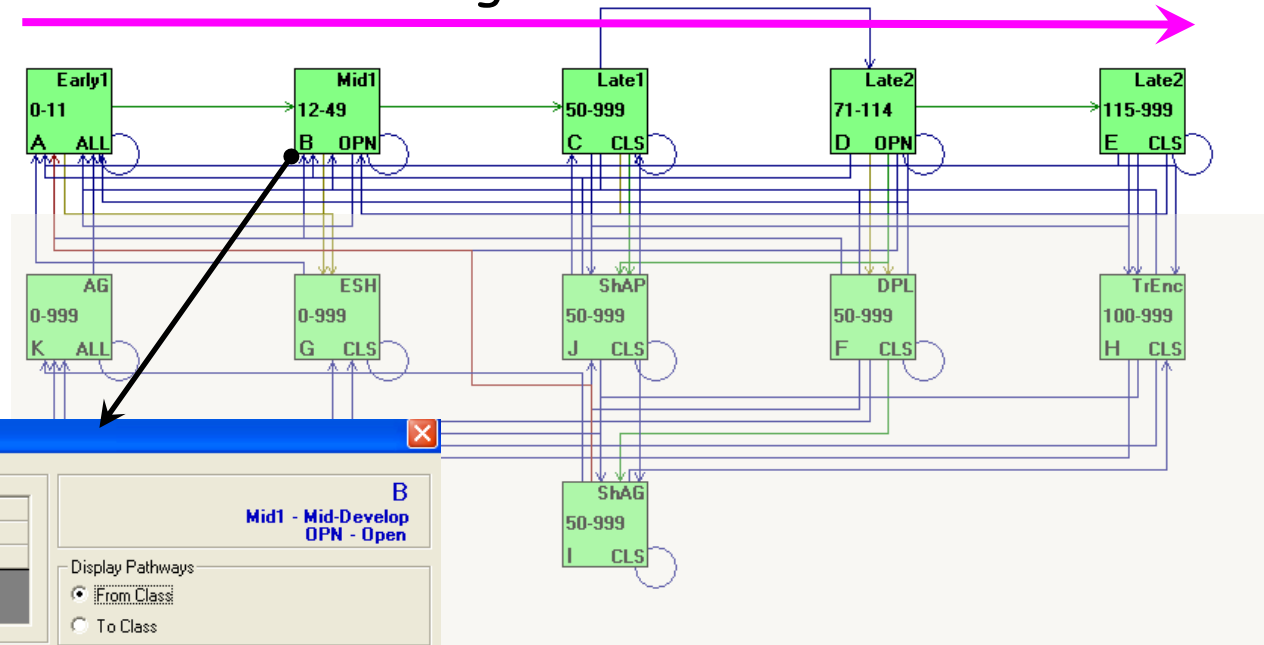 Early1
0-11
A ALL
Mid1
12-49
B OPN
Late1
50-999
C CLS
Late2
71-114
D OPN
Late2
115-999
E CLS
AG
0-999
K ALL
ESH
0-999
G CLS
ShAP
50-999
J CLS
DPL
50-999
F CLS
TrEnc
100-999
H CLS
ShAG
50-999
I CLS
B
Mid1 - Mid-Develop
OPN - Open
Display Pathways
From Class
To Class